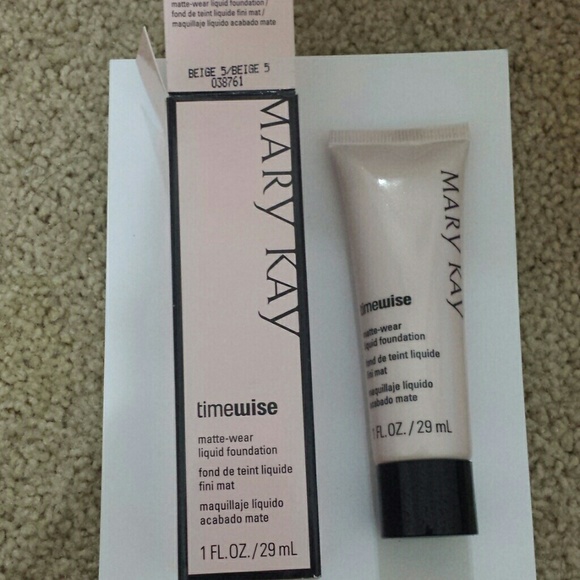 matte-wear liquid foundation /
fond de teint liquide fini mat /
maquillaje líquido acabado mate
BEIGE 5/BEIGE 5
038761
MARY KAY
timewise
matte-wear
liquid foundation
fond de teint liquide
fini mat
maquillaje líquido
acabado mate
1 FL.OZ./29 mL
MARY KAY
timewise
matte-wear
liquid foundation
fond de teint liquide
fini mat
maquillaje líquido
acabado mate
1 FL.OZ./29 mL